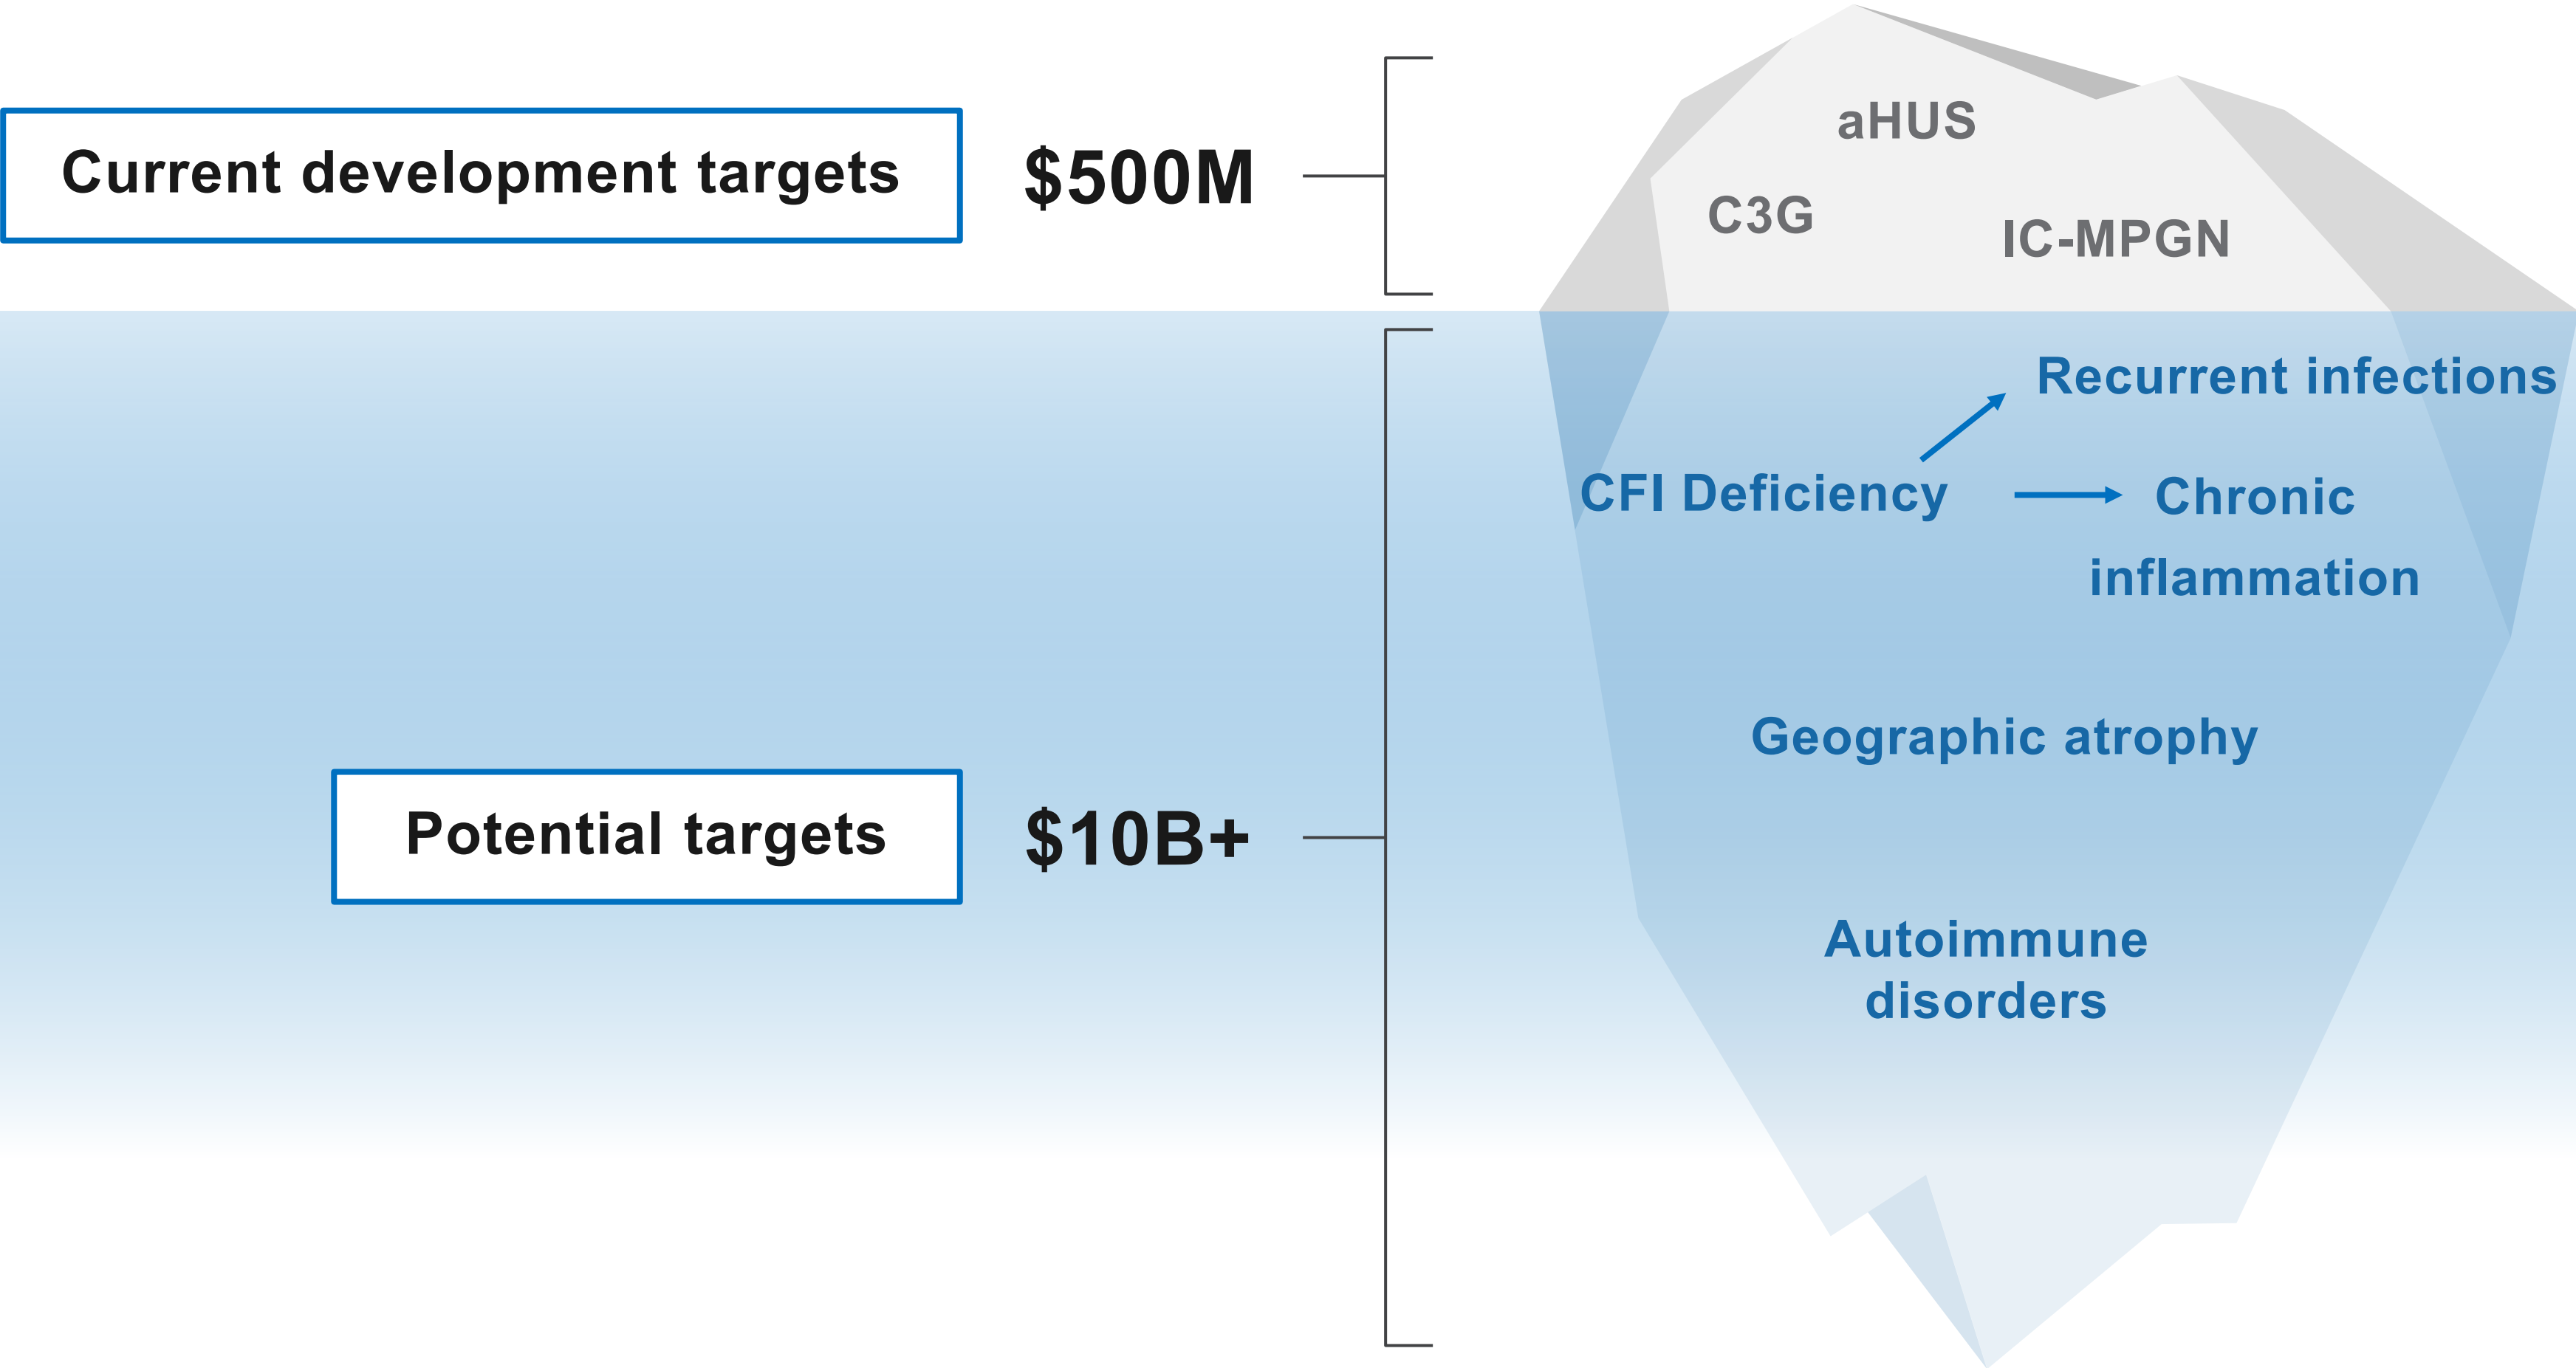 Current development targets
$500M
aHUS
C3G
IC-MPGN
Recurrent infections
CFI Deficiency
Chronic
inflammation
Geographic atrophy
Potential targets
$10B+
Autoimmune
disorders